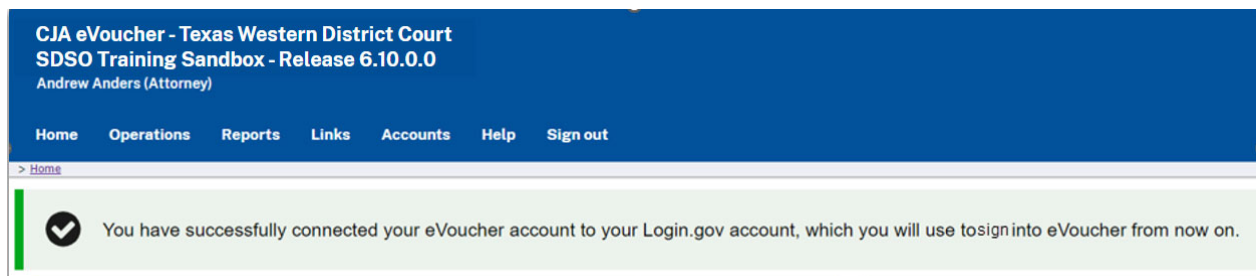 CJA eVoucher - Texas Western District Court
SDSO Training Sandbox - Release 6.10.0.0
Andrew Anders (Attorney)
Home Operations Reports Links Accounts Help Sign out
> Home
You have successfully connected your eVoucher account to your Login.gov account, which you will use tosign into eVoucher from now on.